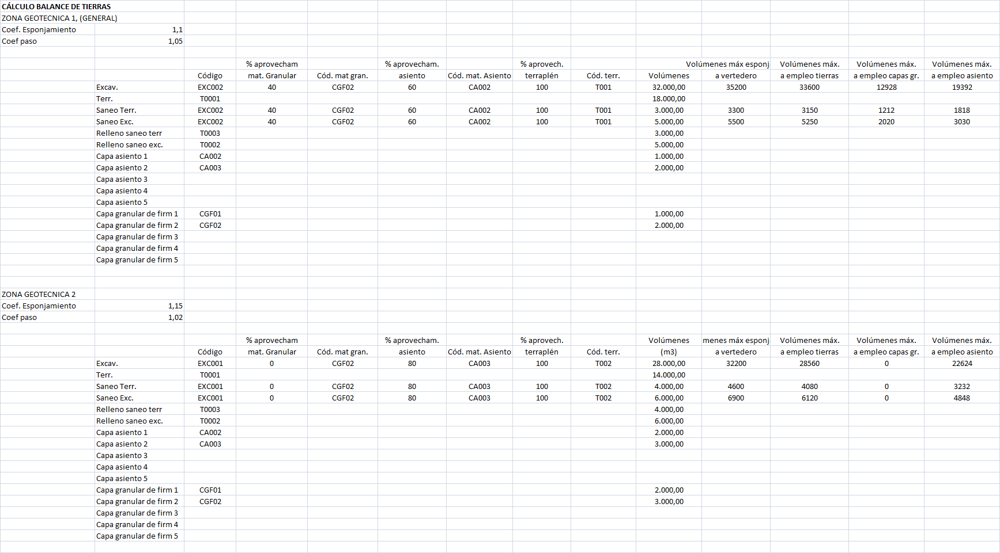 CÁLCULO BALANCE DE TIERRAS
ZONA GEOTECNICA 1, (GENERAL)
Coef. Esponjamiento 1,1
Coef paso 1,05
% aprovecham % aprovecham. % aprovech. Volúmenes máx esponj Volúmenes máx. Volúmenes máx. Volúmenes máx.
Código mat. Granular Cód. mat gran. asiento Cód. mat. Asiento terraplén Cód. terr. Volúmenes a vertedero a empleo tierras a empleo capas gr. a empleo asiento
Excav. EXC002 40 CGF02 60 CA002 100 T001 32.000,00 35200 33600 12928 19392
Terr. T0001 18.000,00
Saneo Terr. EXC002 40 CGF02 60 CA002 100 T001 3.000,00 3300 3150 1212 1818
Saneo Exc. EXC002 40 CGF02 60 CA002 100 T001 5.000,00 5500 5250 2020 3030
Relleno saneo terr T0003 3.000,00
Relleno saneo exc. T0002 5.000,00
Capa asiento 1 CA002 1.000,00
Capa asiento 2 CA003 2.000,00
Capa asiento 3
Capa asiento 4
Capa asiento 5
Capa granular de firm 1 CGF01 1.000,00
Capa granular de firm 2 CGF02 2.000,00
Capa granular de firm 3
Capa granular de firm 4
Capa granular de firm 5
ZONA GEOTECNICA 2
Coef. Esponjamiento 1,15
Coef paso 1,02
% aprovecham % aprovecham. % aprovech. Volúmenes menes máx esponj Volúmenes máx. Volúmenes máx. Volúmenes máx.
Código mat. Granular Cód. mat gran. asiento Cód. mat. Asiento terraplén Cód. terr. (m3) a vertedero a empleo tierras a empleo capas gr. a empleo asiento
Excav. EXC001 0 CGF02 80 CA003 100 T002 28.000,00 32200 28560 0 22624
Terr. T0001 14.000,00
Saneo Terr. EXC001 0 CGF02 80 CA003 100 T002 4.000,00 4600 4080 0 3232
Saneo Exc. EXC001 0 CGF02 80 CA003 100 T002 6.000,00 6900 6120 0 4848
Relleno saneo terr T0003 4.000,00
Relleno saneo exc. T0002 6.000,00
Capa asiento 1 CA002 2.000,00
Capa asiento 2 CA003 3.000,00
Capa asiento 3
Capa asiento 4
Capa asiento 5
Capa granular de firm 1 CGF01 2.000,00
Capa granular de firm 2 CGF02 3.000,00
Capa granular de firm 3
Capa granular de firm 4
Capa granular de firm 5